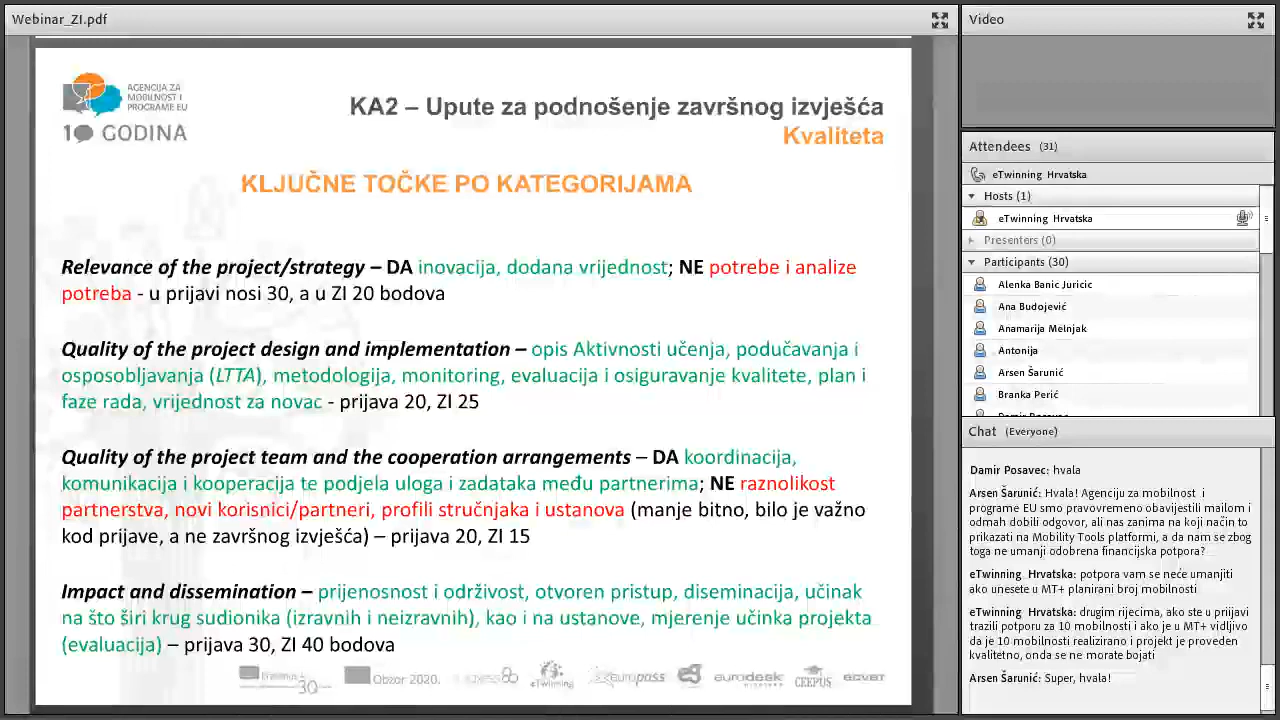 Webinar_ZI.pdf
AGENCIJA ZA
MOBILNOST I
PROGRAME EU
10 GODINA
KA2 – Upute za podnošenje završnog izvješća
Kvaliteta
KLJUČNE TOČKE PO KATEGORIJAMA
Relevance of the project/strategy – DA inovacija, dodana vrijednost; NE potrebe i analize
potreba - u prijavi nosi 30, a u ZI 20 bodova
Quality of the project design and implementation – opis Aktivnosti učenja, podučavanja i
osposobljavanja (LTTA), metodologija, monitoring, evaluacija i osiguravanje kvalitete, plan i
faze rada, vrijednost za novac - prijava 20, ZI 25
Quality of the project team and the cooperation arrangements – DA koordinacija,
komunikacija i kooperacija te podjela uloga i zadataka među partnerima; NE raznolikost
partnerstva, novi korisnici/partneri, profili stručnjaka i ustanova (manje bitno, bilo je važno
kod prijave, a ne završnog izvješća) – prijava 20, ZI 15
Impact and dissemination – prijenosnost i održivost, otvoren pristup, diseminacija, učinak
na što širi krug sudionika (izravnih i neizravnih), kao i na ustanove, mjerenje učinka projekta
(evaluacija) – prijava 30, ZI 40 bodova
Erasmus+
30
Obzor 2020.
eTwinning
europass
eurodesk
CEEPUS
ECVET
Video
Attendees (31)
eTwinning Hrvatska
Hosts (1)
eTwinning Hrvatska
Presenters (0)
Participants (30)
Alenka Banic Juricic
Ana Budojević
Anamarija Melnjak
Antonija
Arsen Šarunić
Branka Perić
Damir Posavec
Chat (Everyone)
Damir Posavec: hvala
Arsen Šarunić: Hvala! Agenciju za mobilnost i
programe EU smo pravovremeno obavijestili mailom i
odmah dobili odgovor, ali nas zanima na koji način to
prikazati na Mobility Tools platformi, a da nam se zbog
toga ne umanji odobrena financijska potpora?
eTwinning Hrvatska: potpora vam se neće umanjiti
ako unesete u MT+ planirani broj mobilnosti
eTwinning Hrvatska: drugim rijecima, ako ste u prijavi
trazili potporu za 10 mobilnosti i ako je u MT+ vidljivo
da je 10 mobilnosti realizirano i projekt je proveden
kvalitetno, onda se ne morate bojati
Arsen Šarunić: Super, hvala!